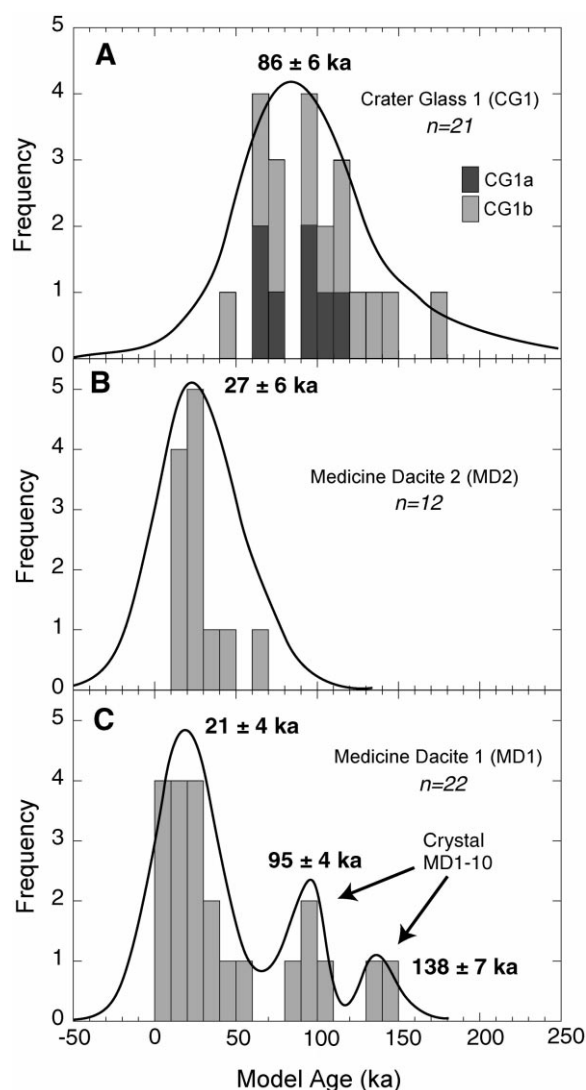 5
A
86 ± 6 ka
4
Crater Glass 1 (CG1)
n=21
3
CG1a
CG1b
2
1
0
Frequency
B
5
27 ± 6 ka
4
Medicine Dacite 2 (MD2)
n=12
3
2
1
0
Frequency
C
5
21 ± 4 ka
Medicine Dacite 1 (MD1)
n=22
4
3
Crystal
MD1-10
95 ± 4 ka
2
1
138 ± 7 ka
0
Frequency
-50 0 50 100 150 200 250
Model Age (ka)